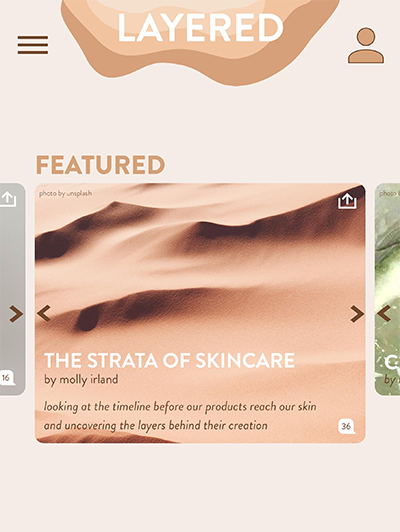 LAYERED
FEATURED
photo by unsplash
THE STRATA OF SKINCARE
by molly irland
looking at the timeline before our products reach our skin
and uncovering the layers behind their creation
36
16
photo
by